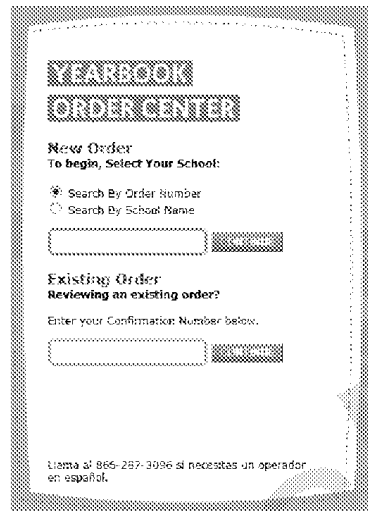 YEARBOOK
ORDER CENTER
New Order
To begin, Select Your School:
Search By Order Number
Search By School Name
Existing Order
Reviewing an existing order?
Enter your Confirmation Number below.
Llama al 866-287-3096 si necesitas un operador
en español.